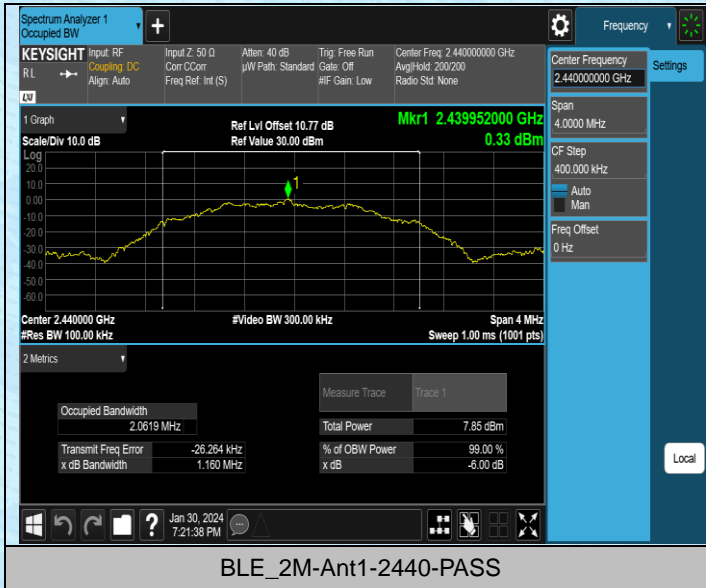 Spectrum Analyzer 1
Occupied BW
+
Frequency
KEYSIGHT Input: RF Input Z: 50 Ω Atten: 40 dB Trig: Free Run Center Freq: 2.440000000 GHz
RL Coupling: DC Corr CCorr µW Path: Standard Gate: Off Avg|Hold: 200/200
Align: Auto Freq Ref: Int (S) #IF Gain: Low Radio Std: None
LXI
Center Frequency
2.440000000 GHz
Settings
Span
4.0000 MHz
CF Step
400.000 kHz
Auto
Man
Freq Offset
0 Hz
1 Graph Ref Lvl Offset 10.77 dB Mkr1 2.439952000 GHz
Scale/Div 10.0 dB Ref Value 30.00 dBm 0.33 dBm
Log
20.0
10.0
1
0.00
-10.0
-20.0
-30.0
-40.0
-50.0
-60.0
Center 2.440000 GHz #Video BW 300.00 kHz Span 4 MHz
#Res BW 100.00 kHz Sweep 1.00 ms (1001 pts)
2 Metrics
Measure Trace Trace 1
Occupied Bandwidth
2.0619 MHz Total Power 7.85 dBm
Transmit Freq Error -26.264 kHz % of OBW Power 99.00 %
x dB Bandwidth 1.160 MHz x dB -6.00 dB
Local
? Jan 30, 2024
7:21:38 PM
BLE_2M-Ant1-2440-PASS